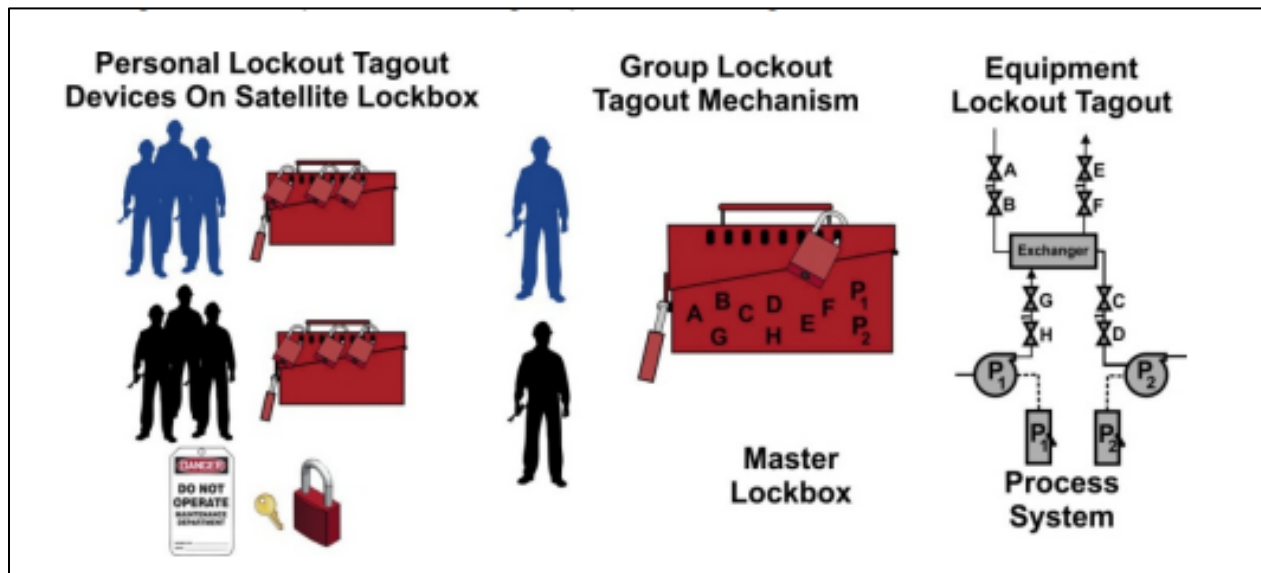 Personal Lockout Tagout
Devices On Satellite Lockbox
Group Lockout
Tagout Mechanism
Equipment
Lockout Tagout
A
E
B
F
Exchanger
G
C
H
D
P1
P2
P1
P2
Process
System
A
B
C
D
E
F
P1
G
H
P2
Master
Lockbox
DANGER
DO NOT
OPERATE
MAINTENANCE
DEPARTMENT